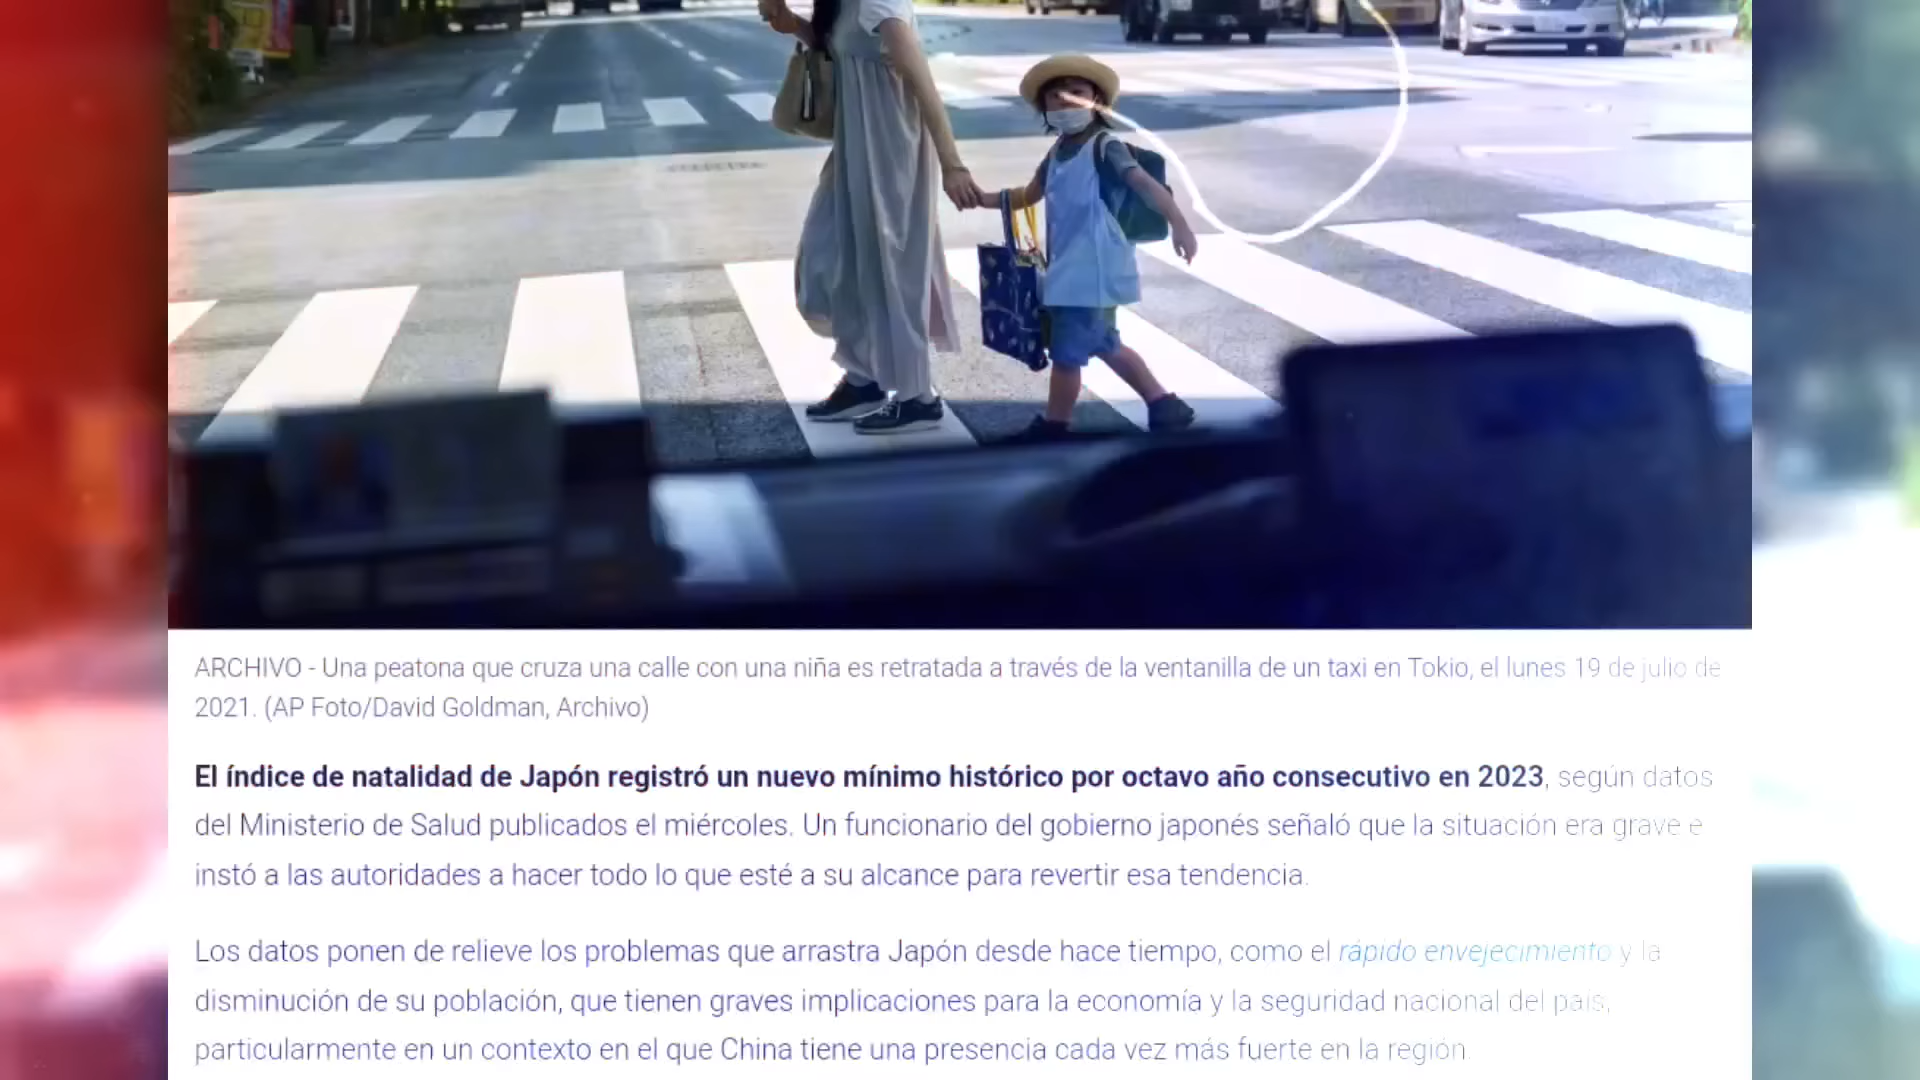 ARCHIVO - Una peatona que cruza una calle con una niña es retratada a través de la ventanilla de un taxi en Tokio, el lunes 19 de julio de
2021. (AP Foto/David Goldman, Archivo)
El índice de natalidad de Japón registró un nuevo mínimo histórico por octavo año consecutivo en 2023, según datos
del Ministerio de Salud publicados el miércoles. Un funcionario del gobierno japonés señaló que la situación era grave e
instó a las autoridades a hacer todo lo que esté a su alcance para revertir esa tendencia.
Los datos ponen de relieve los problemas que arrastra Japón desde hace tiempo, como el rápido envejecimiento y la
disminución de su población, que tienen graves implicaciones para la economía y la seguridad nacional del país,
particularmente en un contexto en el que China tiene una presencia cada vez más fuerte en la región.